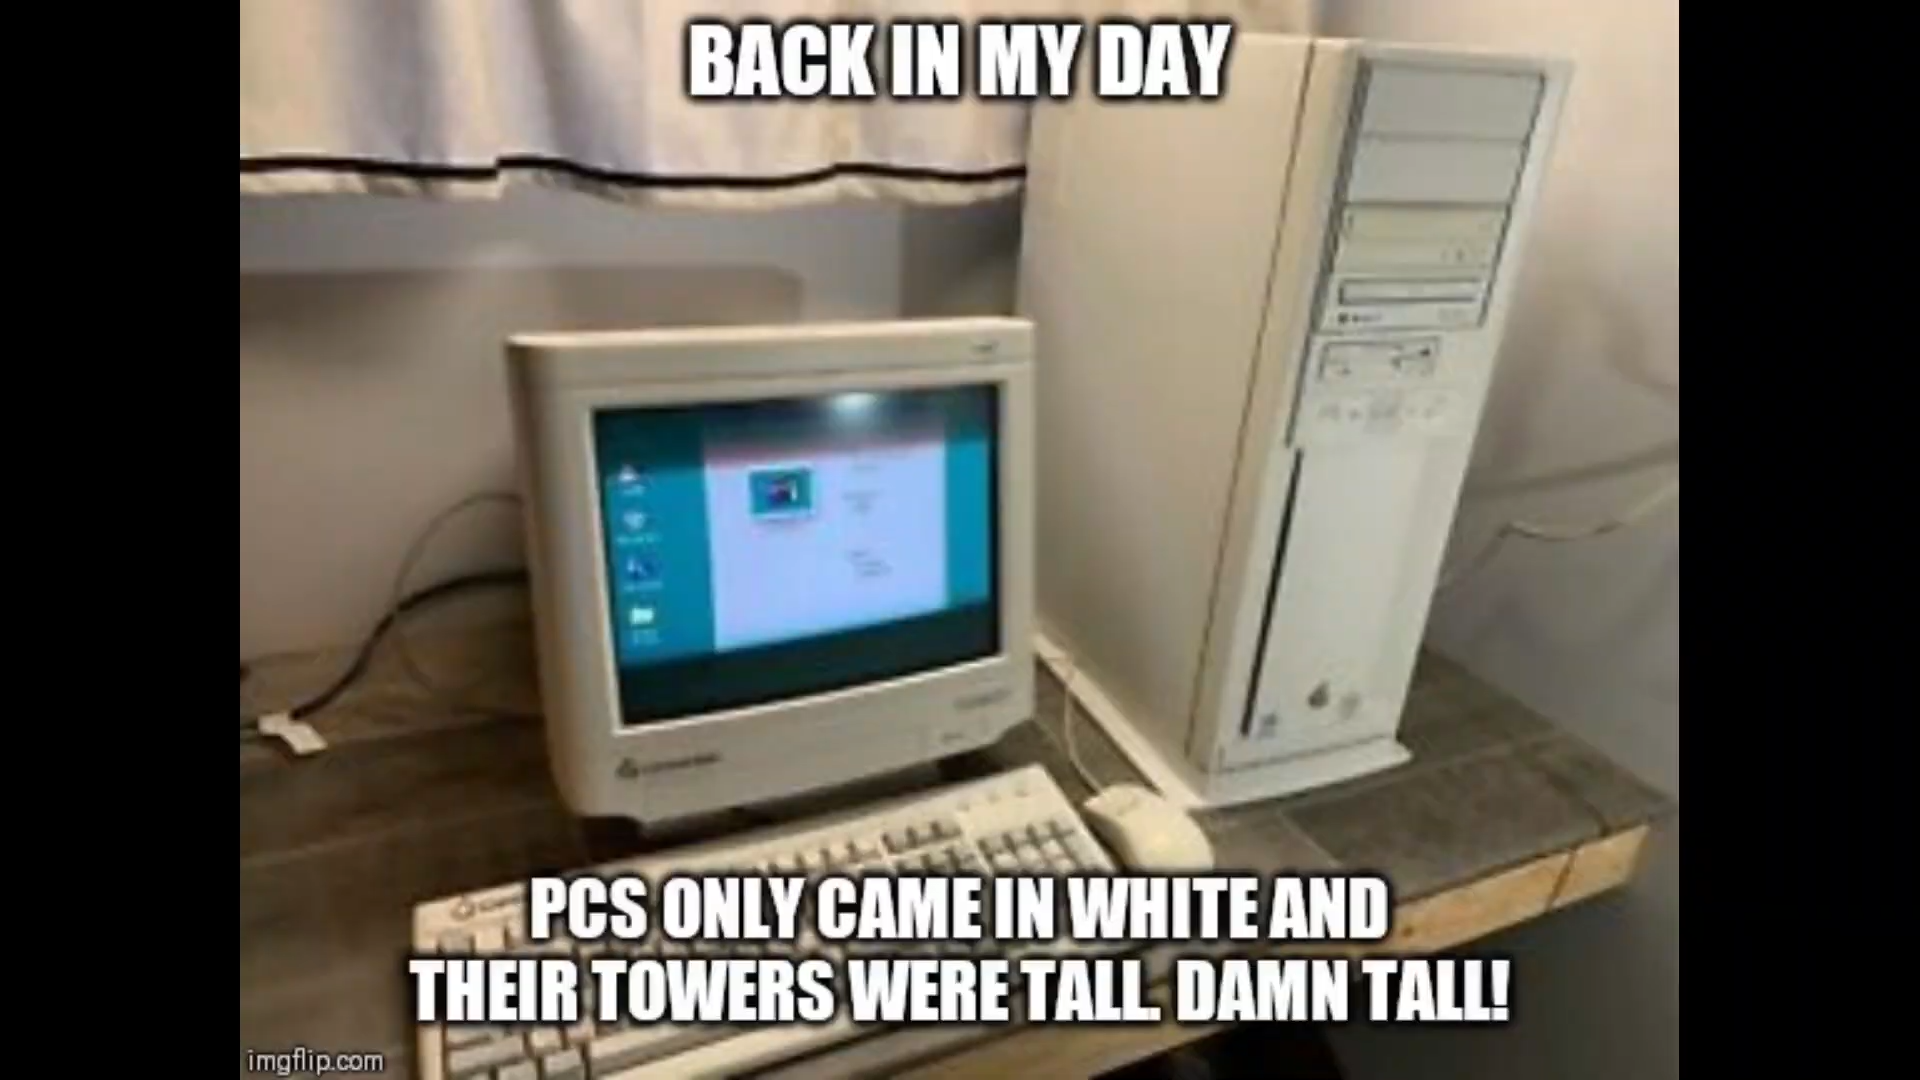 BACK IN MY DAY
PCS ONLY CAME IN WHITE AND
THEIR TOWERS WERE TALL. DAMN TALL!
imgflip.com